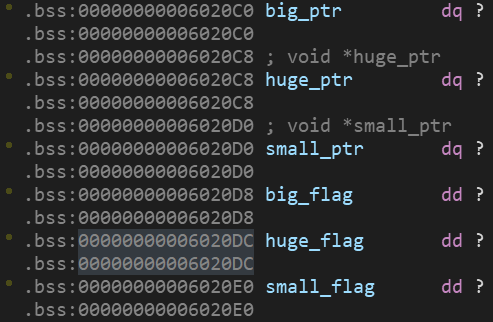 .bss:00000000006020C0 big_ptr dq ?
.bss:00000000006020C0
.bss:00000000006020C8 ; void *huge_ptr
.bss:00000000006020C8 huge_ptr dq ?
.bss:00000000006020C8
.bss:00000000006020D0 ; void *small_ptr
.bss:00000000006020D0 small_ptr dq ?
.bss:00000000006020D0
.bss:00000000006020D8 big_flag dd ?
.bss:00000000006020D8
.bss:00000000006020DC huge_flag dd ?
.bss:00000000006020DC
.bss:00000000006020E0 small_flag dd ?
.bss:00000000006020E0